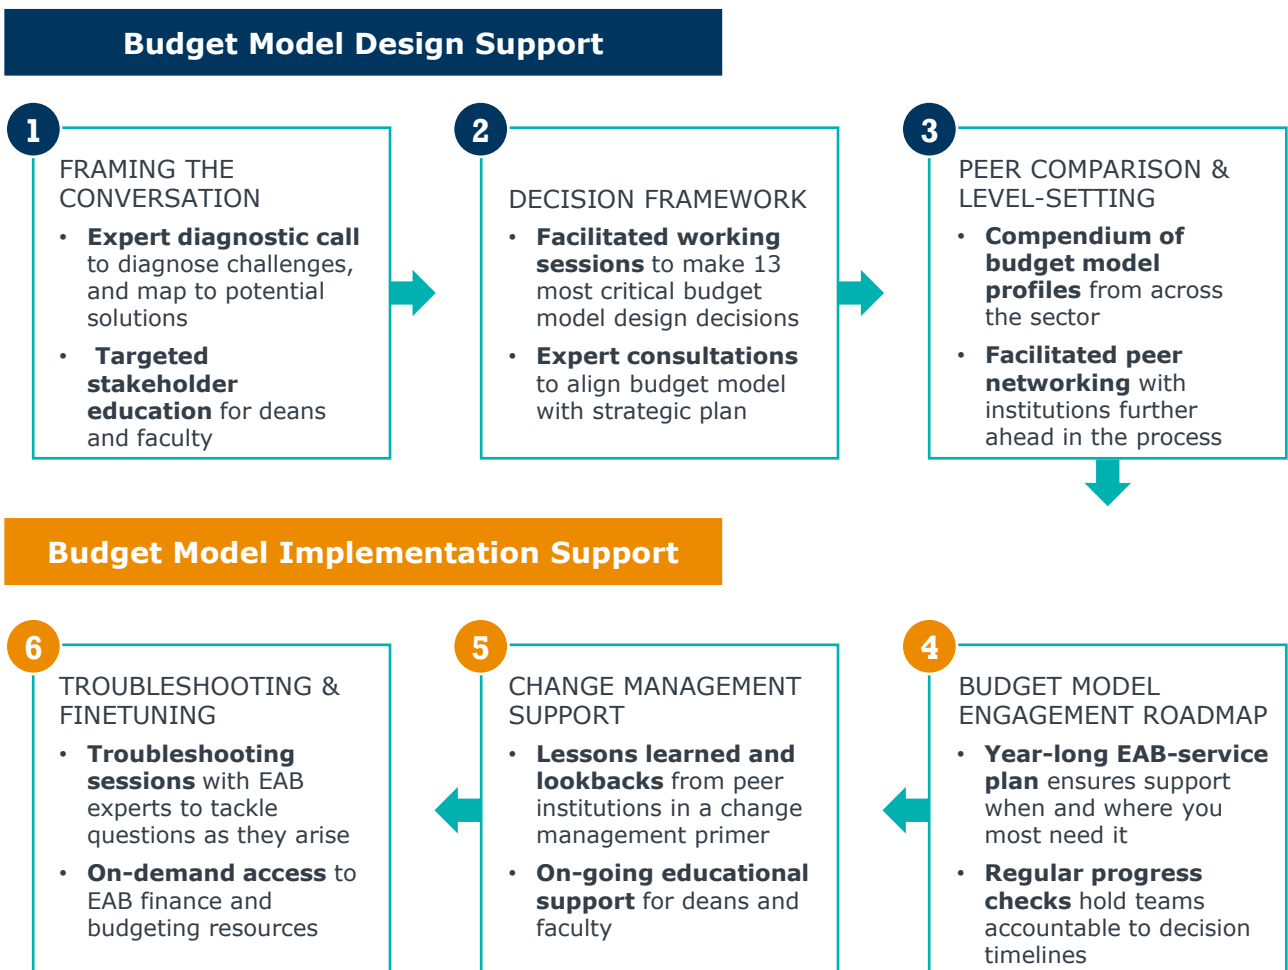 Budget Model Design Support
1
FRAMING THE
CONVERSATION
• Expert diagnostic call
to diagnose challenges,
and map to potential
solutions
• Targeted
stakeholder
education for deans
and faculty
2
DECISION FRAMEWORK
• Facilitated working
sessions to make 13
most critical budget
model design decisions
• Expert consultations
to align budget model
with strategic plan
3
PEER COMPARISON &
LEVEL-SETTING
• Compendium of
budget model
profiles from across
the sector
• Facilitated peer
networking with
institutions further
ahead in the process
Budget Model Implementation Support
6
TROUBLESHOOTING &
FINETUNING
• Troubleshooting
sessions with EAB
experts to tackle
questions as they arise
• On-demand access to
EAB finance and
budgeting resources
5
CHANGE MANAGEMENT
SUPPORT
• Lessons learned and
lookbacks from peer
institutions in a change
management primer
• On-going educational
support for deans and
faculty
4
BUDGET MODEL
ENGAGEMENT ROADMAP
• Year-long EAB-service
plan ensures support
when and where you
most need it
• Regular progress
checks hold teams
accountable to decision
timelines